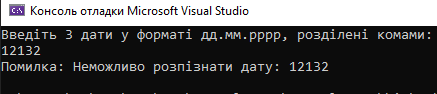 Консоль отладки Microsoft Visual Studio
Введіть 3 дати у форматі дд.мм.рррр, розділені комами:
12132
Помилка: Неможливо розпізнати дату: 12132